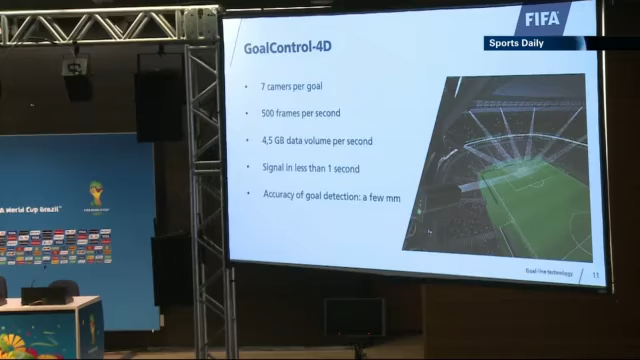 FIFA
Sports Daily
GoalControl-4D
• 7 camers per goal
• 500 frames per second
• 4,5 GB data volume per second
• Signal in less than 1 second
• Accuracy of goal detection: a few mm
Goal-line technology / 11
A World Cup Brazil™